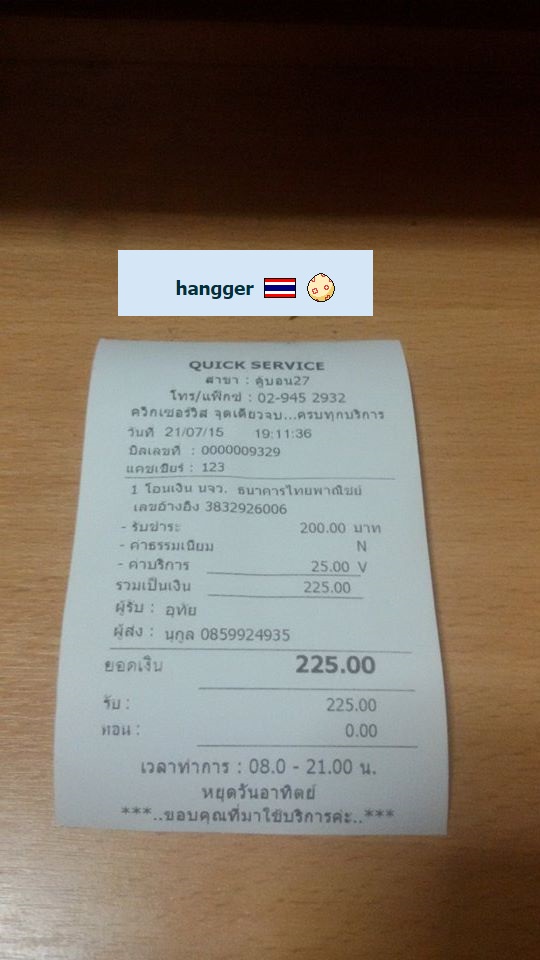 hangger
QUICK SERVICE
สาขา : คู้บอน27
โทร/แฟ็กซ์ : 02-945 2932
ควิกเซอร์วิส จุดเดียวจบ...ครบทุกบริการ
วันที่ 21/07/15 19:11:36
บิลเลขที่ : 0000009329
แคชเชียร์ : 123
1 โอนเงิน บจว. ธนาคารไทยพาณิชย์
เลขอ้างอิง 3832926006
- รับชำระ 200.00 บาท
- ค่าธรรมเนียม N
- ค่าบริการ 25.00 V
รวมเป็นเงิน 225.00
ผู้รับ : อุทัย
ผู้ส่ง : นุกูล 0859924935
ยอดเงิน 225.00
รับ : 225.00
ทอน : 0.00
เวลาทำการ : 08.0 - 21.00 น.
หยุดวันอาทิตย์
***..ขอบคุณที่มาใช้บริการค่ะ..***